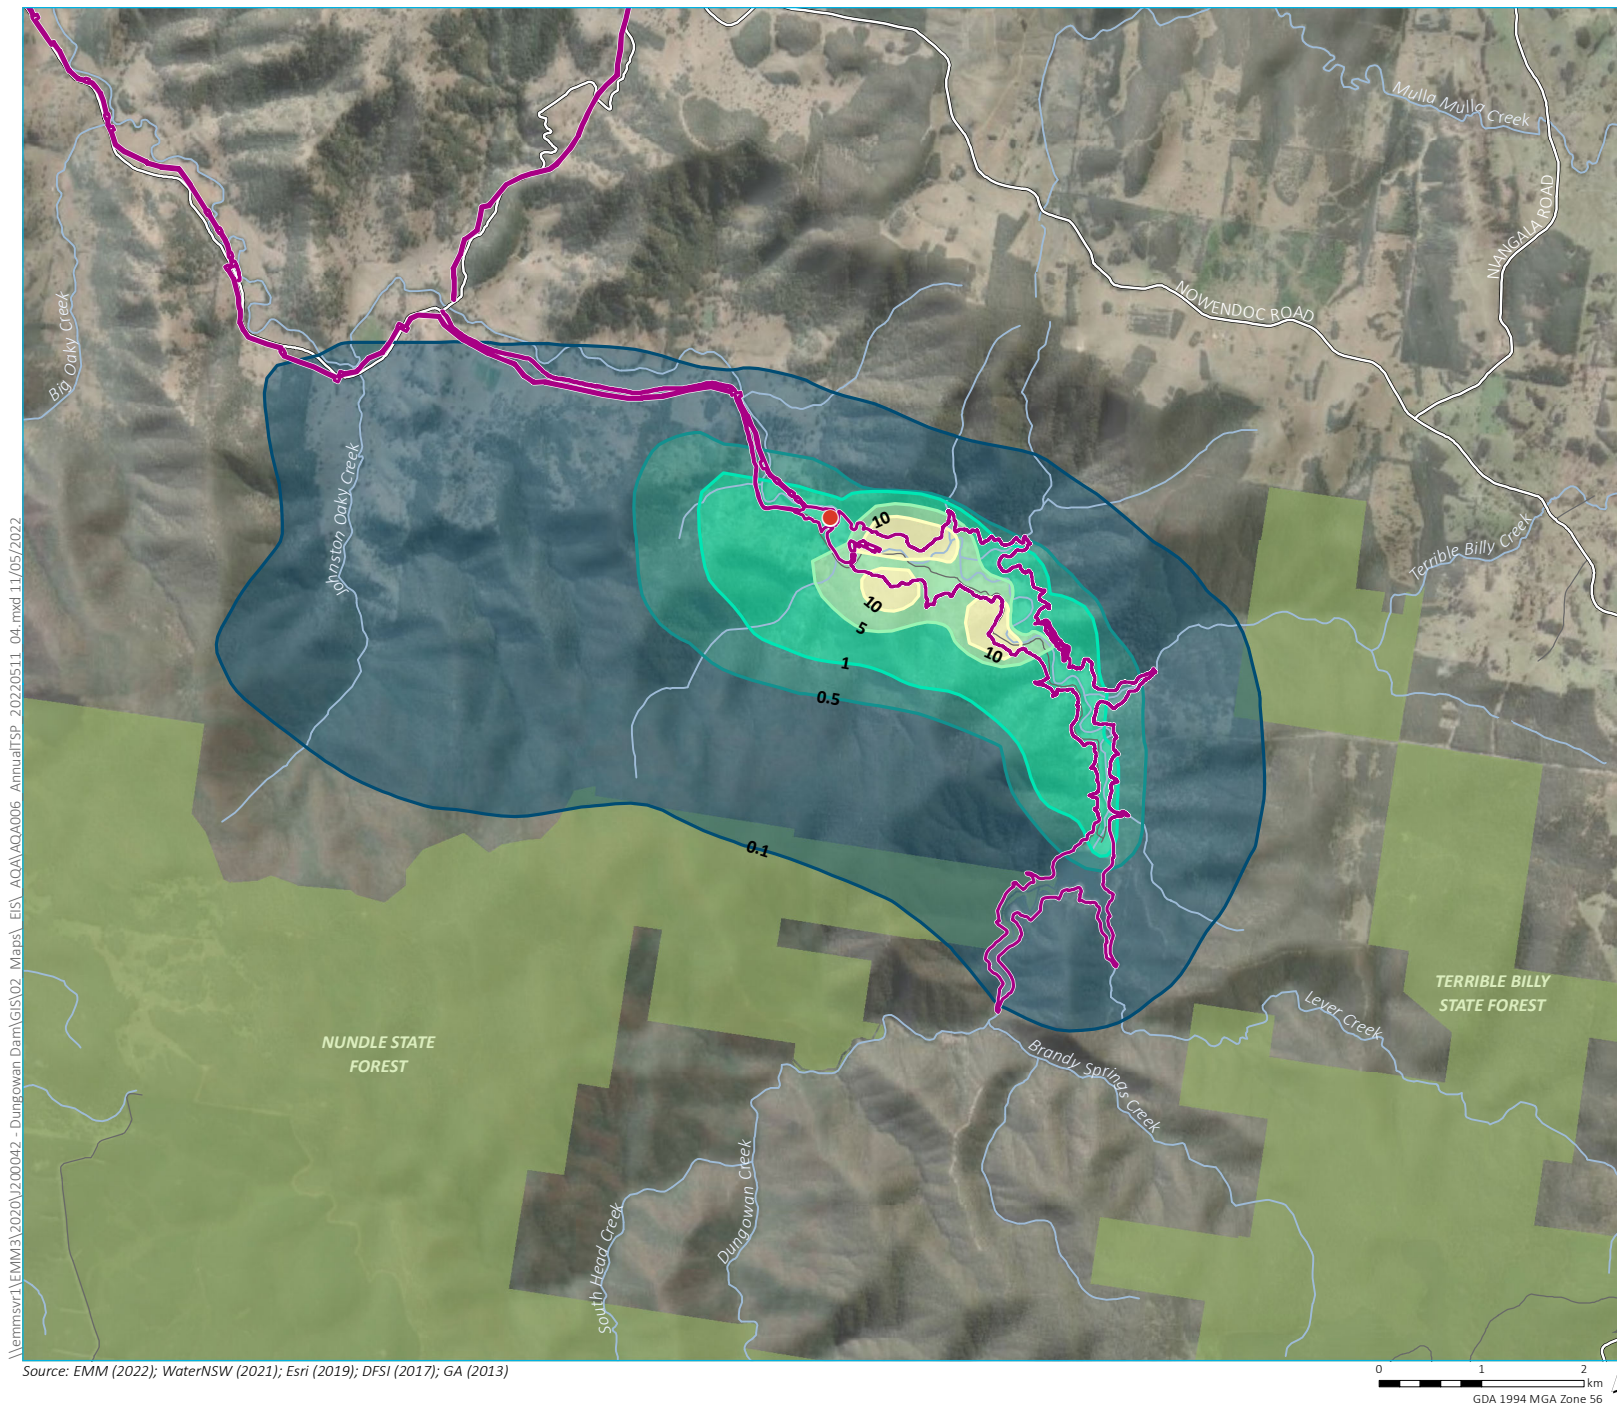 Mulla Mulla Creek
NIANGALA ROAD
NOWENDOC ROAD
Big Oaky Creek
Johnston Oaky Creek
Terrible Billy Creek
10
10
5
10
1
0.5
0.1
TERRIBLE BILLY
STATE FOREST
Lever Creek
NUNDLE STATE
FOREST
Brandy Springs Creek
Dungowan Creek
South Head Creek
\\emmsvr1\EMM3\2020\J200042 - Dungowan Dam\GIS\02_Maps\_EIS\_AQA\AQA006_AnnualTSP_20220511_04.mxd 11/05/2022
Source: EMM (2022); WaterNSW (2021); Esri (2019); DFSI (2017); GA (2013)
0 1 2
km
GDA 1994 MGA Zone 56